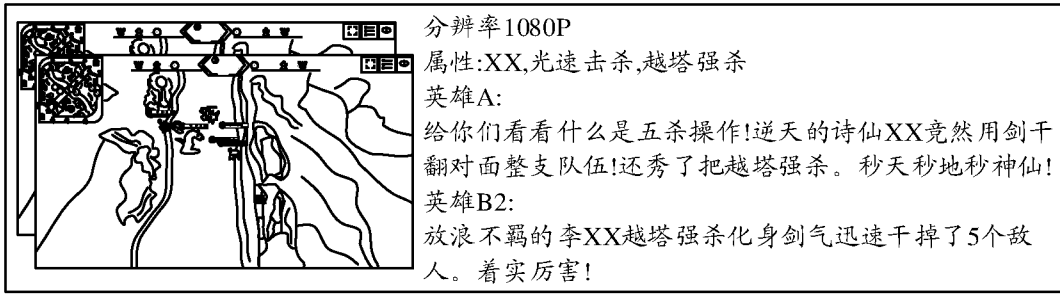 分辨率1080P
属性:XX,光速击杀,越塔强杀
英雄A:
给你们看看什么是五杀操作!逆天的诗仙XX竟然用剑干
翻对面整支队伍!还秀了把越塔强杀。秒天秒地秒神仙!
英雄B2:
放浪不羁的李XX越塔强杀化身剑气迅速干掉了5个敌
人。着实厉害!